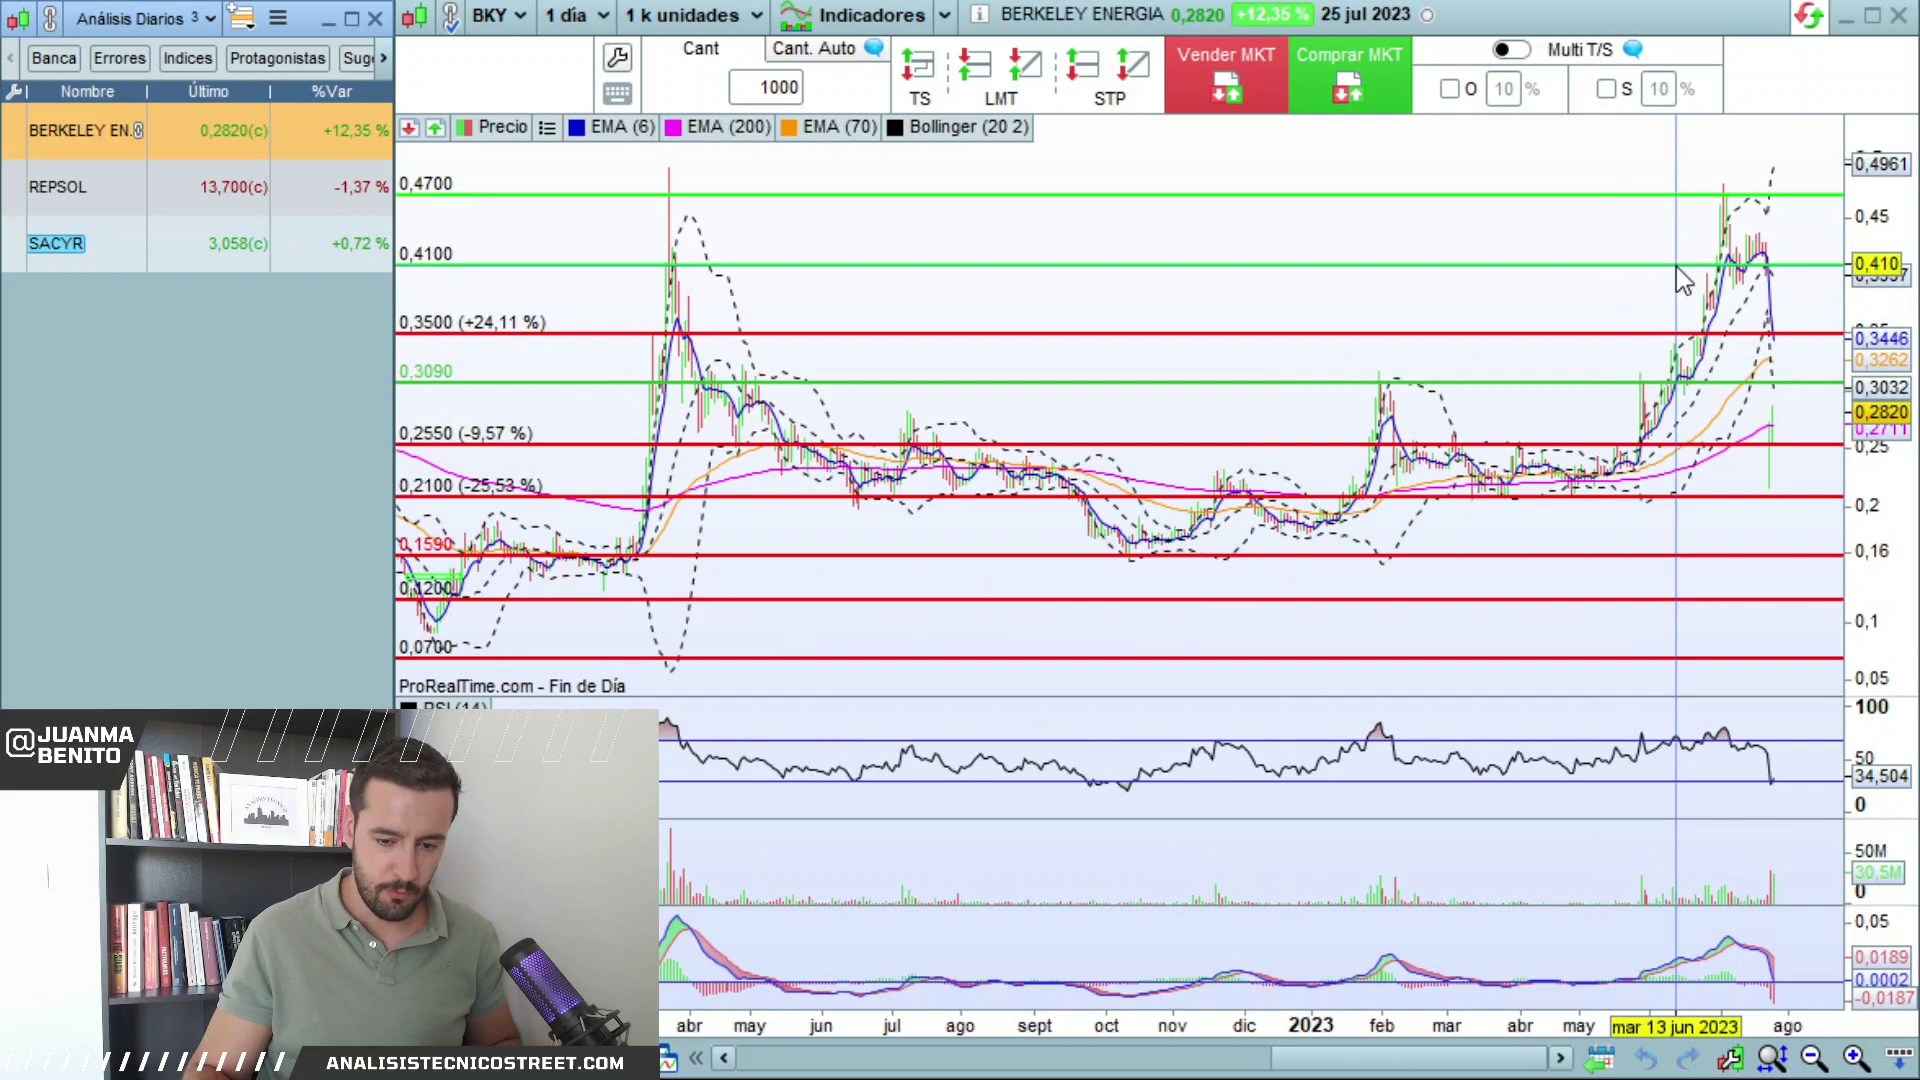 Análisis Diarios 3
BKY
1 día
1 k unidades
Indicadores
BERKELEY ENERGIA 0,2820 +12,35 % 25 jul 2023
Banca
Errores
Indices
Protagonistas
Nombre Último %Var
BERKELEY EN. 0,2820(c) +12,35 %
REPSOL 13,700(c) -1,37 %
SACYR 3,058(c) +0,72 %
Cant
Cant. Auto
1000
TS
LMT
STP
Vender MKT
Comprar MKT
Multi T/S
O 10 %
S 10 %
Precio
EMA (6)
EMA (200)
EMA (70)
Bollinger (20 2)
0,4700
0,4100
0,3500 (+24,11 %)
0,3090
0,2550 (-9,57 %)
0,2100 (-25,53 %)
0,1590
0,1200
0,0700
ProRealTime.com - Fin de Día
0,4961
0,45
0,410
0,3446
0,3262
0,3032
0,2820
0,2711
0,25
0,2
0,16
0,1
0,05
100
50
34,504
0
50M
30,5M
0
0,05
0,0189
0,0002
-0,0187
abr may jun jul ago sept oct nov dic 2023 feb mar abr may mar 13 jun 2023 ago
@JUANMA
BENITO
ANÁLISIS TÉCNICO
ANALISISTECNICOSTREET.COM